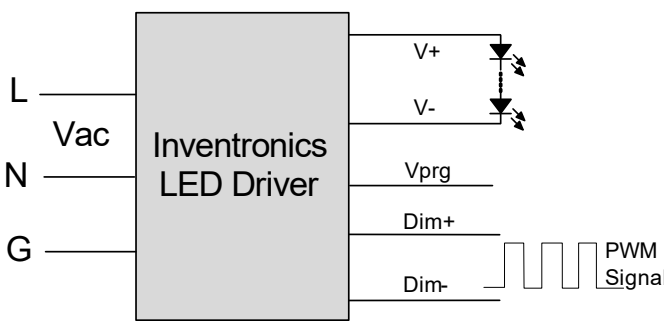 V+
L
V-
Vac
Inventronics
LED Driver
N
Vprg
Dim+
G
PWM
Signal
Dim-